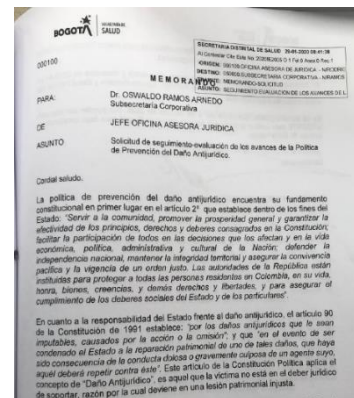 BOGOTÁ SECRETARÍA DE SALUD
SECRETARIA DISTRITAL DE SALUD
Al Contestar Cite Este No.
000100
MEMORANDO
PARA: Dr. OSWALDO RAMOS ARNEDO
Subsecretaria Corporativa
DE JEFE OFICINA ASESORA JURIDICA
ASUNTO Solicitud de seguimiento-evaluación de los avances de la Política
de Prevención del Daño Antijurídico.
Cordial saludo.
La política de prevención del daño antijurídico encuentra su fundamento
constitucional en primer lugar en el artículo 2° que establece dentro de los fines del
Estado: "Servir a la comunidad, promover la prosperidad general y garantizar la
efectividad de los principios, derechos y deberes consagrados en la Constitución;
facilitar la participación de todos en las decisiones que los afectan y en la vida
económica, política, administrativa y cultural de la Nación; defender la
independencia nacional, mantener la integridad territorial y asegurar la convivencia
pacífica y la vigencia de un orden justo. Las autoridades de la República están
instituidas para proteger a todas las personas residentes en Colombia, en su vida,
honra, bienes, creencias, y demás derechos y libertades, y para asegurar el
cumplimiento de los deberes sociales del Estado y de los particulares".
En cuanto a la responsabilidad del Estado frente al daño antijurídico, el artículo 90
de la Constitución de 1991 establece: "por los daños antijurídicos que le sean
imputables, causados por la acción o la omisión", y que "en el evento de ser
condenado el Estado a la reparación patrimonial de uno de tales daños, que haya
sido consecuencia de la conducta dolosa o gravemente culposa de un agente suyo,
aquél deberá repetir contra éste". Este artículo de la Constitución Política aplica el
concepto de "Daño Antijurídico", es aquel que la víctima no está en el deber jurídico
de soportar, razón por la cual deviene en una lesión patrimonial injusta.